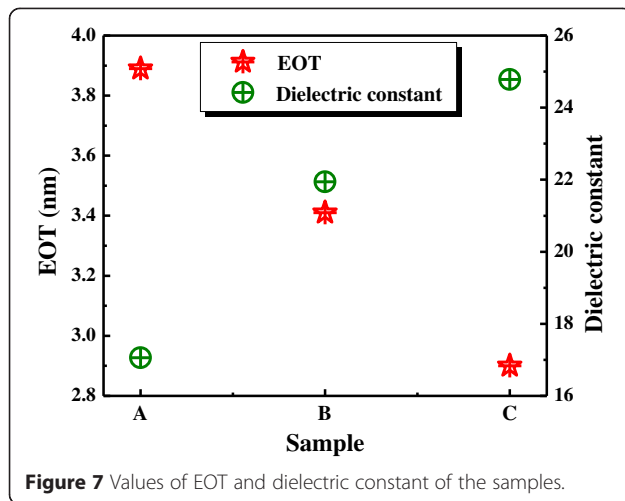 4.0
3.8
3.6
3.4
3.2
3.0
2.8
EOT (nm)
EOT
Dielectric constant
26
24
22
20
18
16
Dielectric constant
A
B
C
Sample
Figure 7 Values of EOT and dielectric constant of the samples.